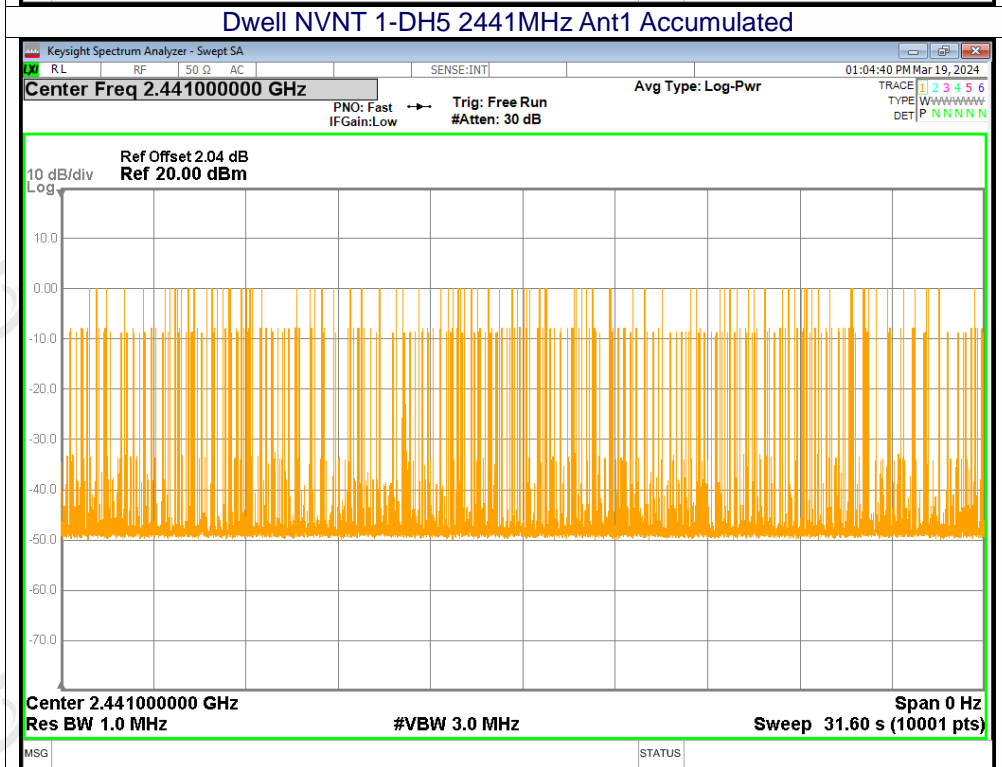 Dwell NVNT 1-DH5 2441MHz Ant1 Accumulated
Keysight Spectrum Analyzer - Swept SA
LXI RL RF 50 Ω AC SENSE:INT 01:04:40 PM Mar 19, 2024
Center Freq 2.441000000 GHz
PNO: Fast
IFGain:Low
Trig: Free Run
#Atten: 30 dB
Avg Type: Log-Pwr
TRACE 1 2 3 4 5 6
TYPE WWWWWWW
DET P N N N N N
Ref Offset 2.04 dB
10 dB/div Ref 20.00 dBm
Log
10.0
0.00
-10.0
-20.0
-30.0
-40.0
-50.0
-60.0
-70.0
Center 2.441000000 GHz Span 0 Hz
Res BW 1.0 MHz #VBW 3.0 MHz Sweep 31.60 s (10001 pts)
MSG STATUS